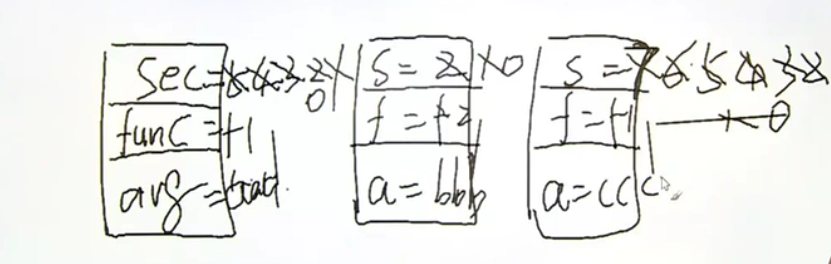 sec=5 4 3 2 1 0
func=f1
arg=aaa
s=2 1 0
f=f2
a=bbb
s=7 6 5 4 3 2 1 0
f=f1
a=ccc